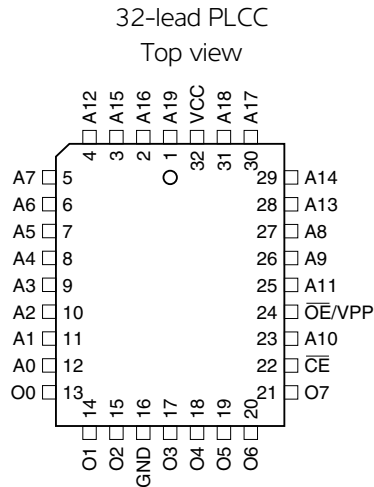 32-lead PLCC
Top view
A12 A15 A16 A19 VCC A18 A17
4 3 2 1 32 31 30
A7 5 29 A14
A6 6 28 A13
A5 7 27 A8
A4 8 26 A9
A3 9 25 A11
A2 10 24 OE/VPP
A1 11 23 A10
A0 12 22 CE
O0 13 21 O7
14 15 16 17 18 19 20
O1 O2 GND O3 O4 O5 O6